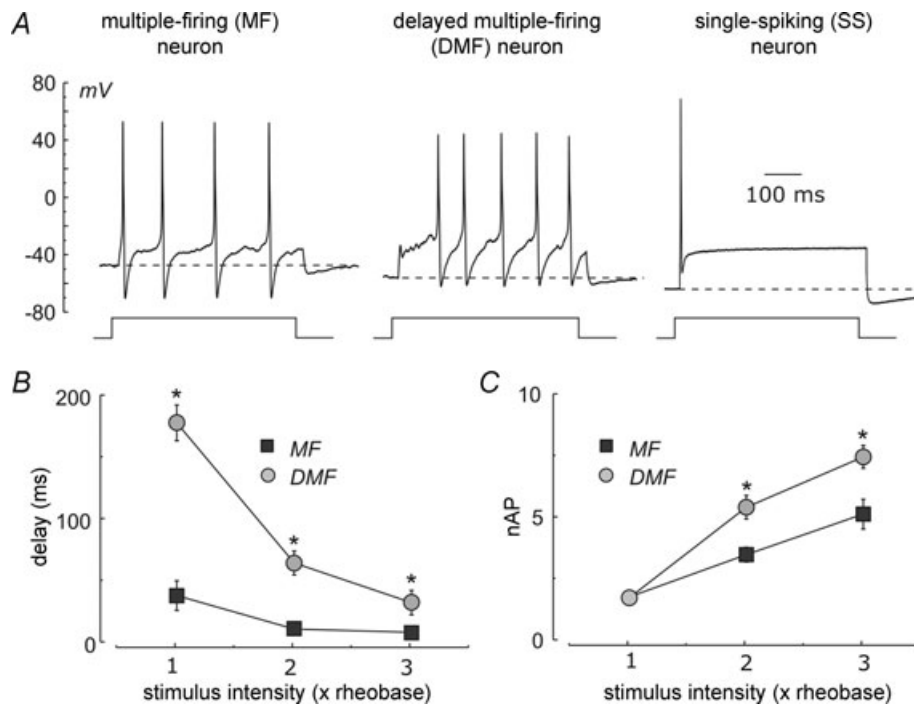 A
multiple-firing (MF)
neuron
delayed multiple-firing
(DMF) neuron
single-spiking (SS)
neuron
80
mV
40
0
-40
-80
100 ms
B
200
*
MF
DMF
*
*
100
0
delay (ms)
1 2 3
stimulus intensity (x rheobase)
C
10
MF
DMF
*
*
5
0
nAP
1 2 3
stimulus intensity (x rheobase)